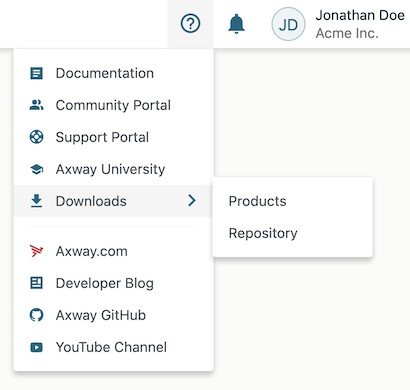 Jonathan Doe
JD
Acme Inc.
Documentation
Community Portal
Support Portal
Axway University
Downloads
Products
Repository
Axway.com
Developer Blog
Axway GitHub
YouTube Channel